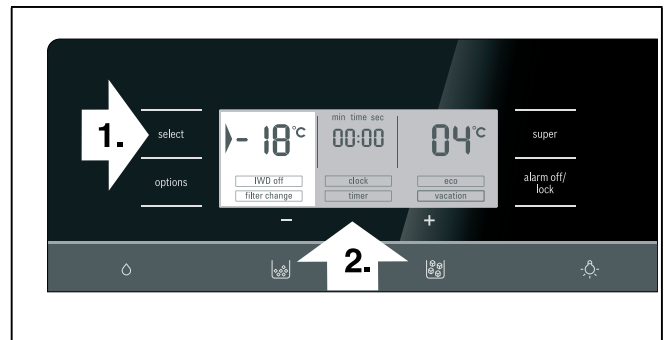 1.
select
options
min time sec
- 18°C
00:00
04°C
IWD off
clock
eco
filter change
timer
vacation
super
alarm off/
lock
−
+
2.